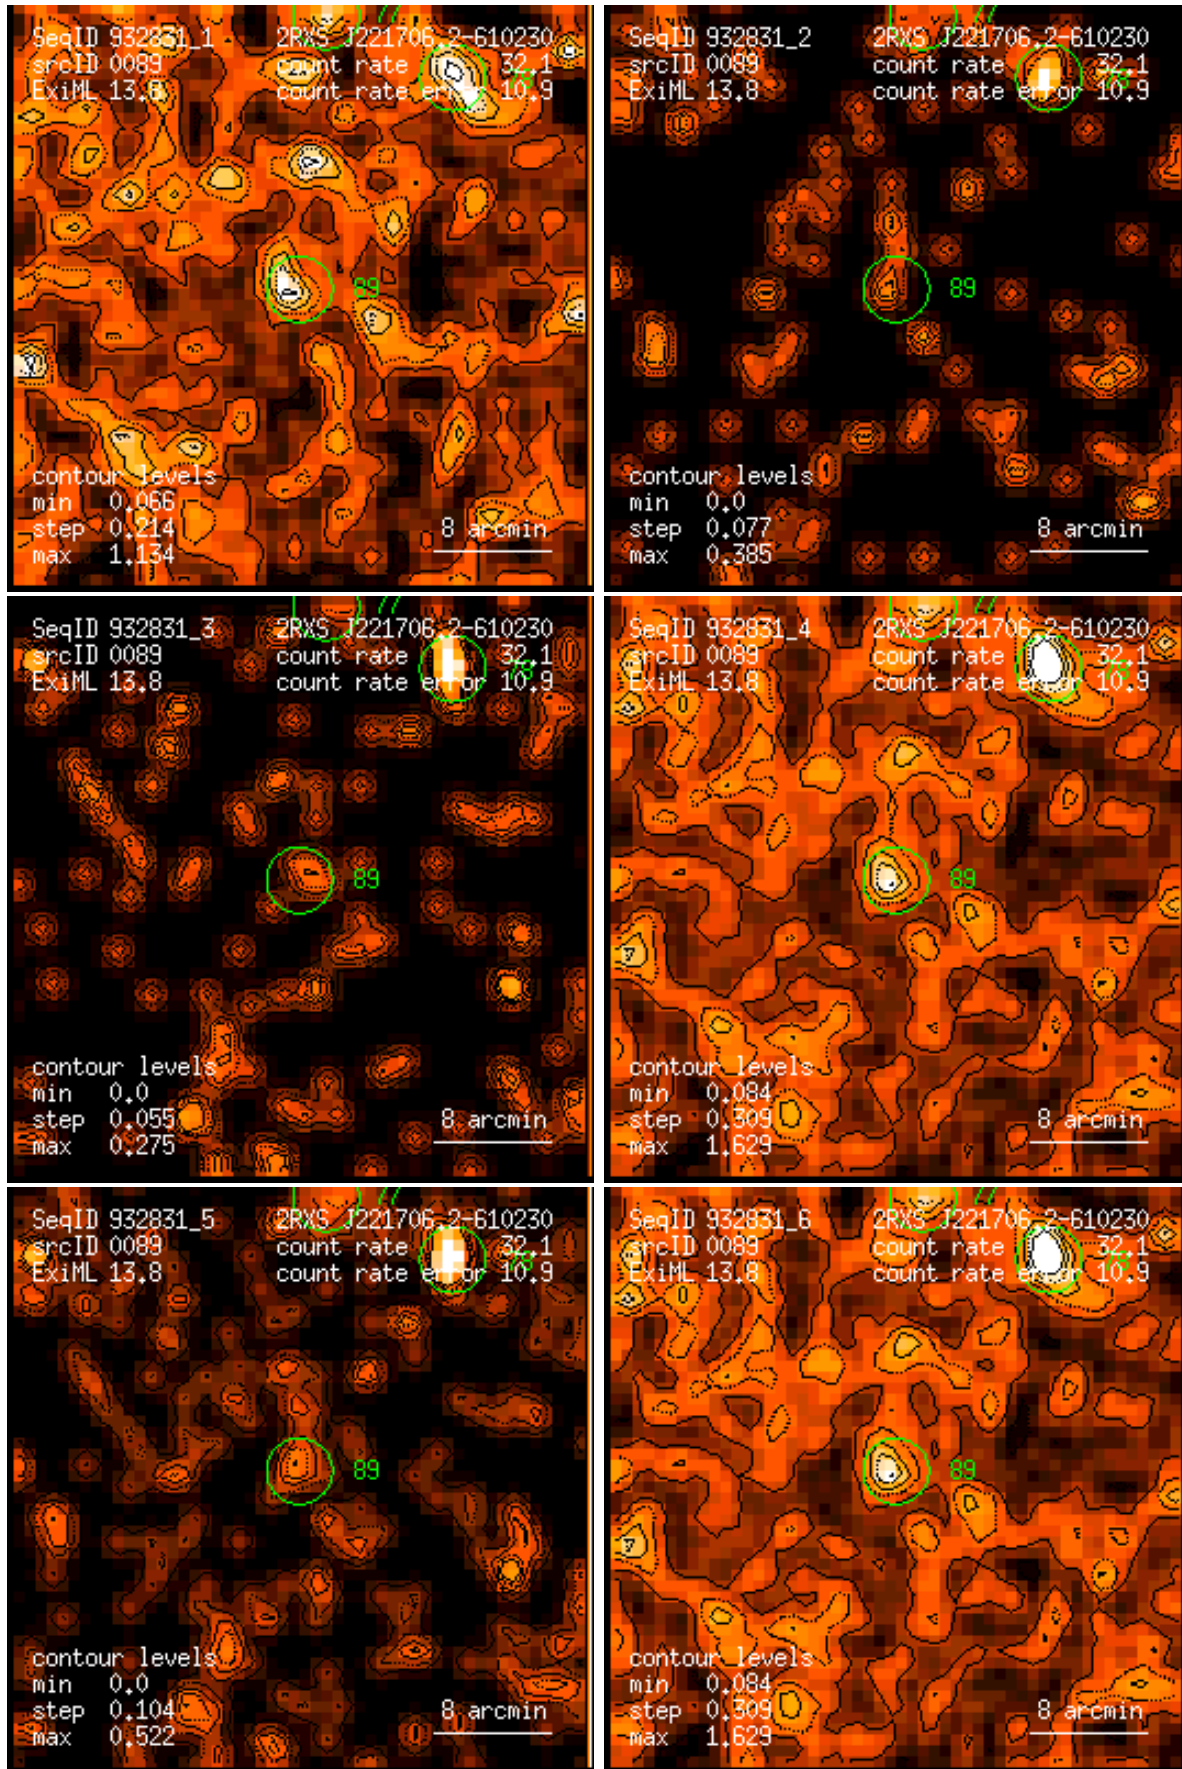 SeqID 932831_1 2RXS J221706.2-610230
srcID 0089 count rate 32.1
ExiML 13.8 count rate error 10.9
89
contour levels
min 0.066
step 0.214 8 arcmin
max 1.134
77
SeqID 932831_2 2RXS J221706.2-610230
srcID 0089 count rate 32.1
ExiML 13.8 count rate error 10.9
89
contour levels
min 0.0
step 0.077 8 arcmin
max 0.385
77
SeqID 932831_3 2RXS J221706.2-610230
srcID 0089 count rate 32.1
ExiML 13.8 count rate error 10.9
89
contour levels
min 0.0
step 0.055 8 arcmin
max 0.275
77
SeqID 932831_4 2RXS J221706.2-610230
srcID 0089 count rate 32.1
ExiML 13.8 count rate error 10.9
89
contour levels
min 0.084
step 0.309 8 arcmin
max 1.629
77
SeqID 932831_5 2RXS J221706.2-610230
srcID 0089 count rate 32.1
ExiML 13.8 count rate error 10.9
89
contour levels
min 0.0
step 0.104 8 arcmin
max 0.522
77
SeqID 932831_6 2RXS J221706.2-610230
srcID 0089 count rate 32.1
ExiML 13.8 count rate error 10.9
89
contour levels
min 0.084
step 0.309 8 arcmin
max 1.629